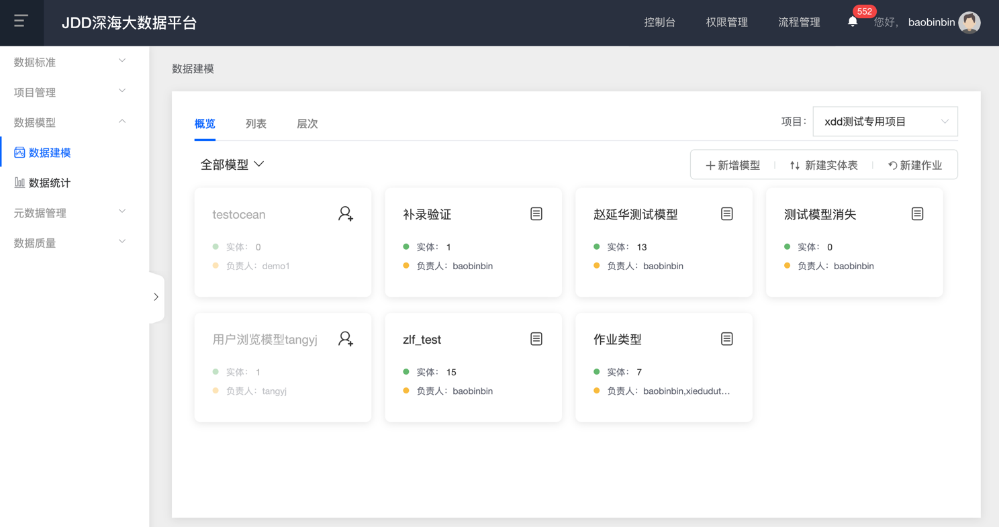 JDD深海大数据平台
控制台
权限管理
流程管理
552
您好，
baobinbin
数据标准
项目管理
数据模型
数据建模
数据统计
元数据管理
数据质量
数据建模
概览
列表
层次
项目：
xdd测试专用项目
全部模型
新增模型
新建实体表
新建作业
testocean
实体： 0
负责人：demo1
补录验证
实体： 1
负责人：baobinbin
赵延华测试模型
实体： 13
负责人：baobinbin
测试模型消失
实体： 0
负责人：baobinbin
用户浏览模型tangyj
实体： 1
负责人：tangyj
zlf_test
实体： 15
负责人：baobinbin
作业类型
实体： 7
负责人：baobinbin,xiedudut...